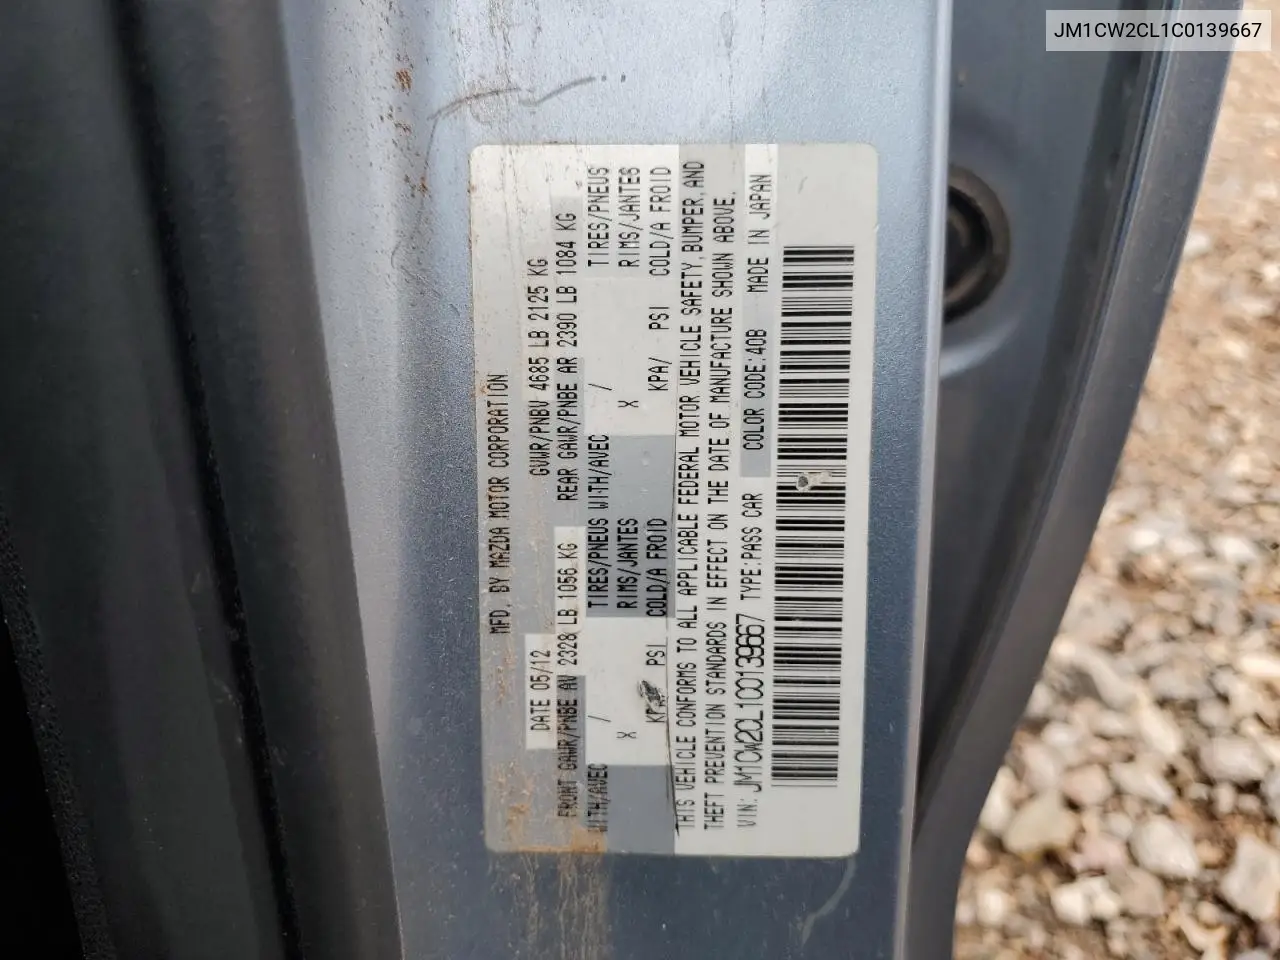 JM1CW2CL1C0139667
MFD. BY MAZDA MOTOR CORPORATION
DATE 05/12 GVWR/PNBV 4685 LB 2125 KG
FRONT GAWR/PNBE AV 2328 LB 1056 KG REAR GAWR/PNBE AR 2390 LB 1084 KG
WITH/AVEC / TIRES/PNEUS WITH/AVEC / TIRES/PNEUS
X RIMS/JANTES X RIMS/JANTES
PSI COLD/A FROID KPA/ PSI COLD/A FROID
THIS VEHICLE CONFORMS TO ALL APPLICABLE FEDERAL MOTOR VEHICLE SAFETY, BUMPER, AND
THEFT PREVENTION STANDARDS IN EFFECT ON THE DATE OF MANUFACTURE SHOWN ABOVE.
VIN: JM1CW2CL1C0139667 TYPE: PASS CAR COLOR CODE: 40B MADE IN JAPAN